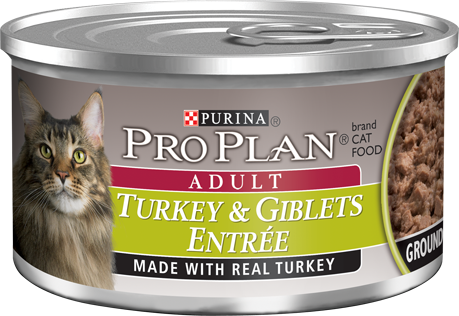 PURINA®
PRO PLAN®
brand
CAT
FOOD
ADULT
TURKEY & GIBLETS
ENTRÉE
MADE WITH REAL TURKEY
GROUND